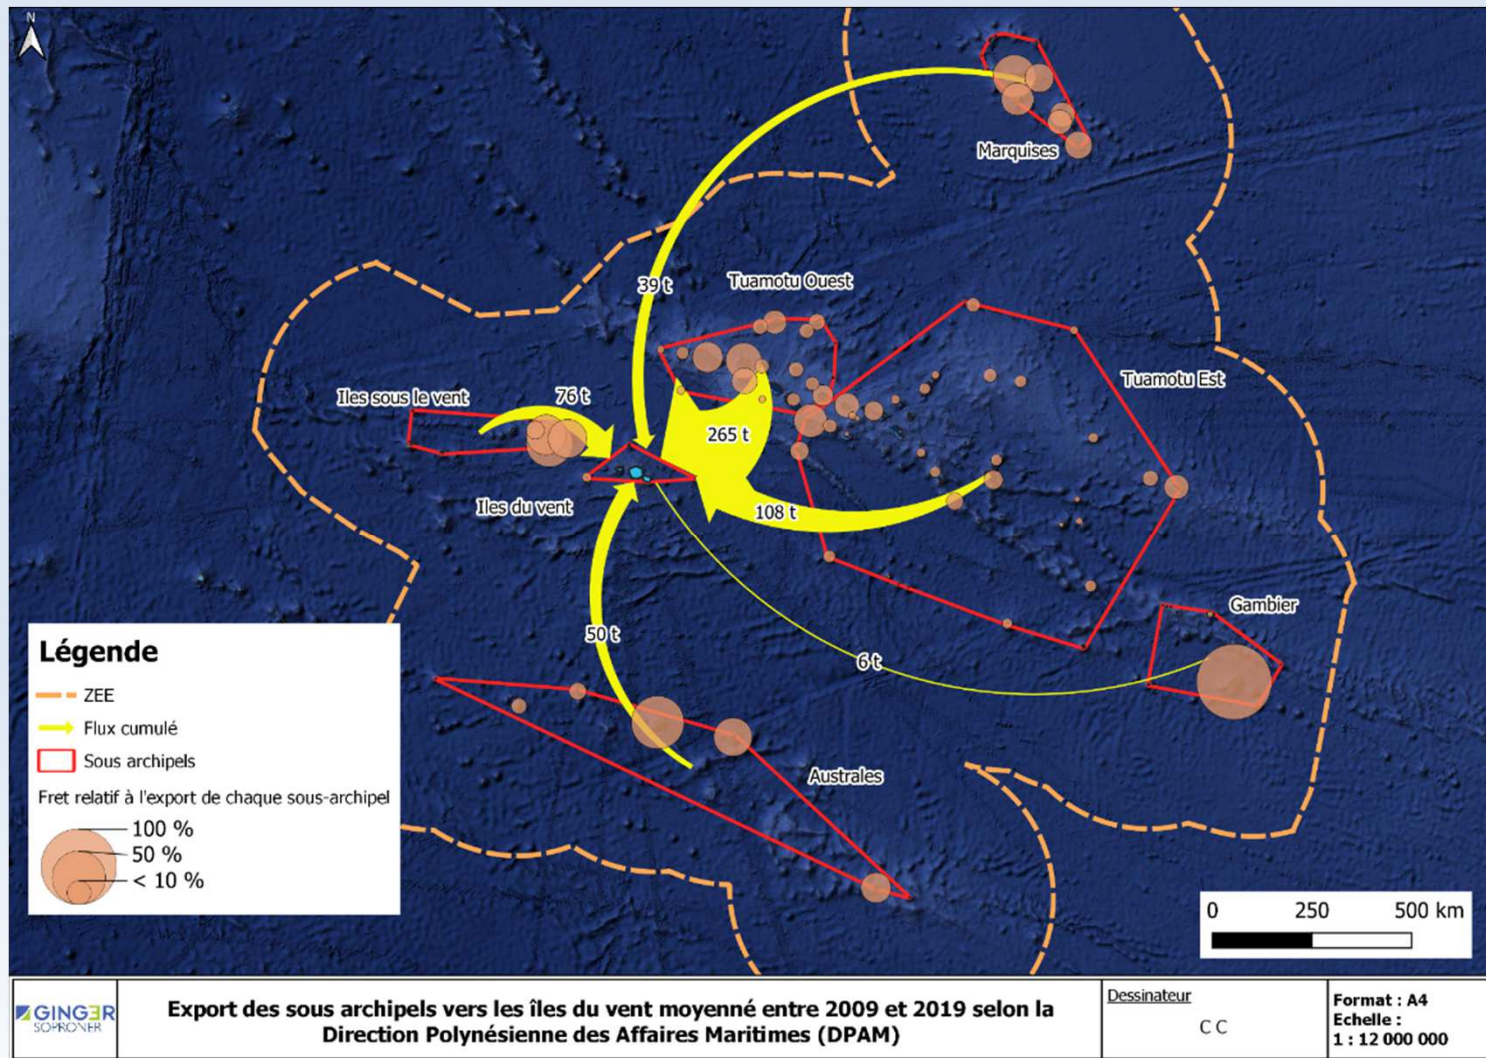 N
Marquises
39 t
Tuamotu Ouest
Tuamotu Est
Iles sous le vent
76 t
265 t
Iles du vent
108 t
Gambier
50 t
6 t
Australes
Légende
ZEE
Flux cumulé
Sous archipels
Fret relatif à l'export de chaque sous-archipel
100 %
50 %
< 10 %
0 250 500 km
GINGER
SOPRONER
Export des sous archipels vers les îles du vent moyenné entre 2009 et 2019 selon la
Direction Polynésienne des Affaires Maritimes (DPAM)
Dessinateur
C C
Format : A4
Echelle :
1 : 12 000 000